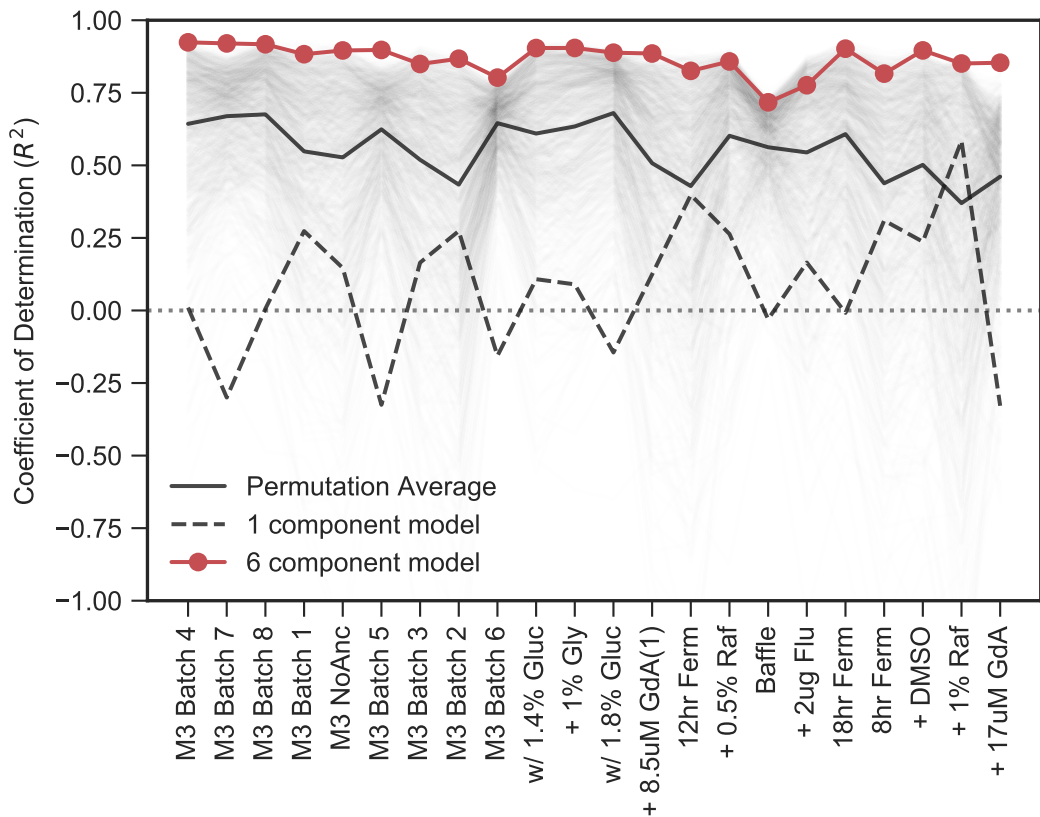 Coefficient of Determination (R²)
1.00
0.75
0.50
0.25
0.00
−0.25
−0.50
−0.75
−1.00
Permutation Average
1 component model
6 component model
M3 Batch 4
M3 Batch 7
M3 Batch 8
M3 Batch 1
M3 NoAnc
M3 Batch 5
M3 Batch 3
M3 Batch 2
M3 Batch 6
w/ 1.4% Gluc
+ 1% Gly
w/ 1.8% Gluc
+ 8.5uM GdA(1)
12hr Ferm
+ 0.5% Raf
Baffle
+ 2ug Flu
18hr Ferm
8hr Ferm
+ DMSO
+ 1% Raf
+ 17uM GdA